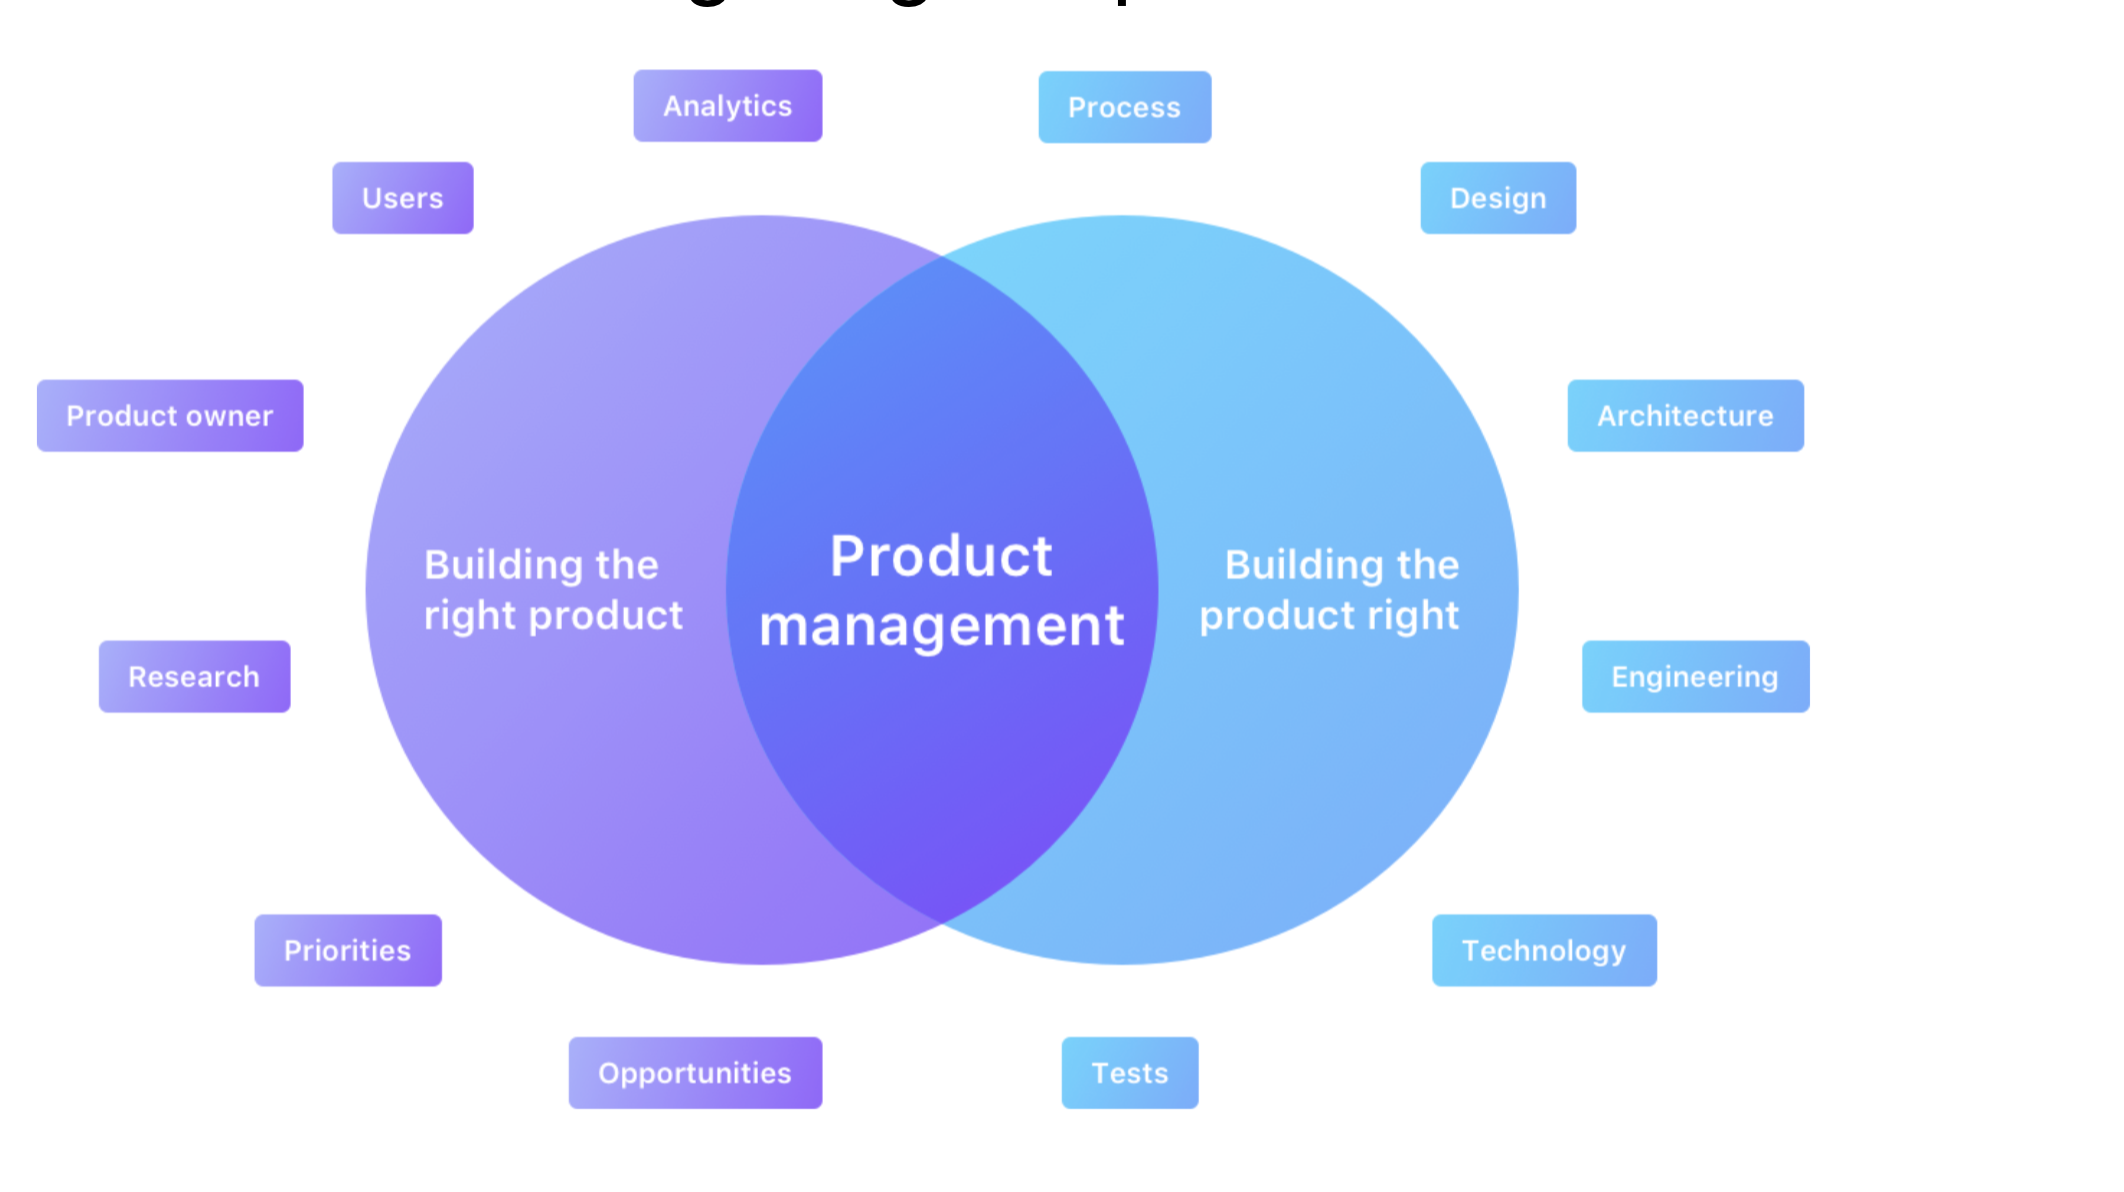 Analytics
Process
Users
Design
Product owner
Architecture
Building the
right product
Product
management
Building the
product right
Research
Engineering
Priorities
Technology
Opportunities
Tests